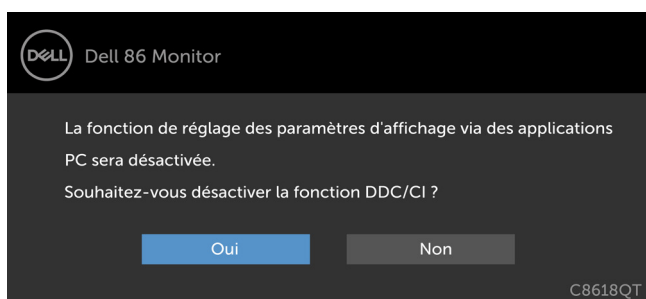 DELL
Dell 86 Monitor
La fonction de réglage des paramètres d'affichage via des applications
PC sera désactivée.
Souhaitez-vous désactiver la fonction DDC/CI ?
Oui
Non
C8618QT